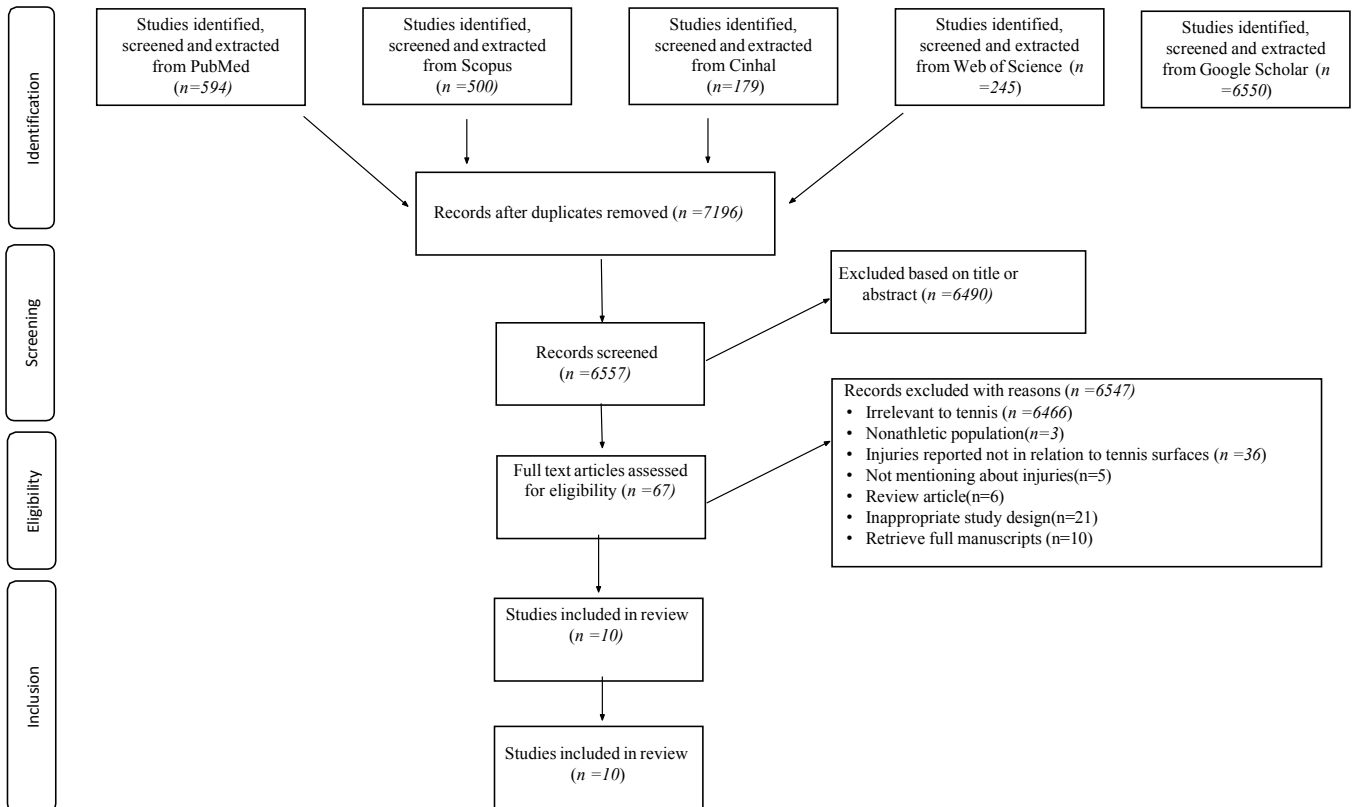 Identification
Studies identified,
screened and extracted
from PubMed
(n=594)
Studies identified,
screened and extracted
from Scopus
(n =500)
Studies identified,
screened and extracted
from Cinhal
(n=179)
Studies identified,
screened and extracted
from Web of Science (n
=245)
Studies identified,
screened and extracted
from Google Scholar (n
=6550)
Records after duplicates removed (n =7196)
Screening
Excluded based on title or
abstract (n =6490)
Records screened
(n =6557)
Eligibility
Records excluded with reasons (n =6547)
• Irrelevant to tennis (n =6466)
• Nonathletic population(n=3)
• Injuries reported not in relation to tennis surfaces (n =36)
• Not mentioning about injuries(n=5)
• Review article(n=6)
• Inappropriate study design(n=21)
• Retrieve full manuscripts (n=10)
Full text articles assessed
for eligibility (n =67)
Inclusion
Studies included in review
(n =10)
Studies included in review
(n =10)